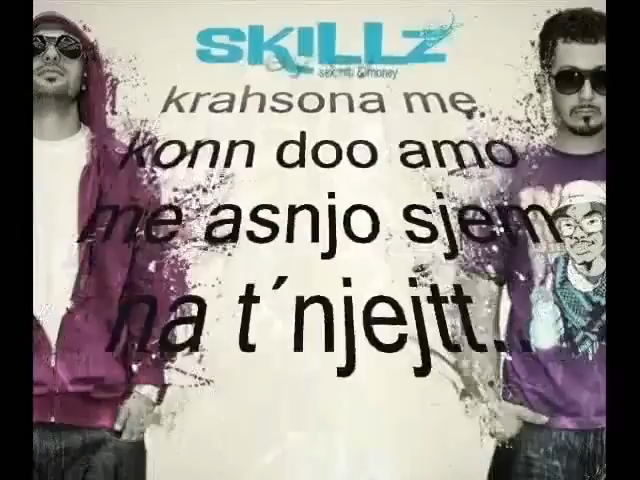 SKILLZ
krahsona me
konn doo amo
me asnjo sjem
na t´njejtt..